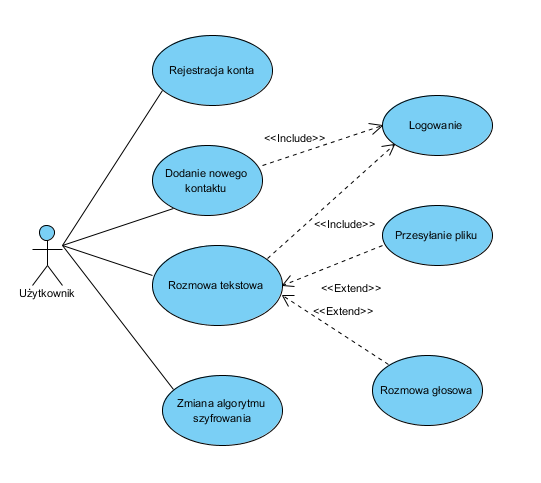 Rejestracja konta
Logowanie
<<Include>>
Dodanie nowego
kontaktu
<<Include>>
Przesyłanie pliku
Użytkownik
Rozmowa tekstowa
<<Extend>>
<<Extend>>
Rozmowa głosowa
Zmiana algorytmu
szyfrowania